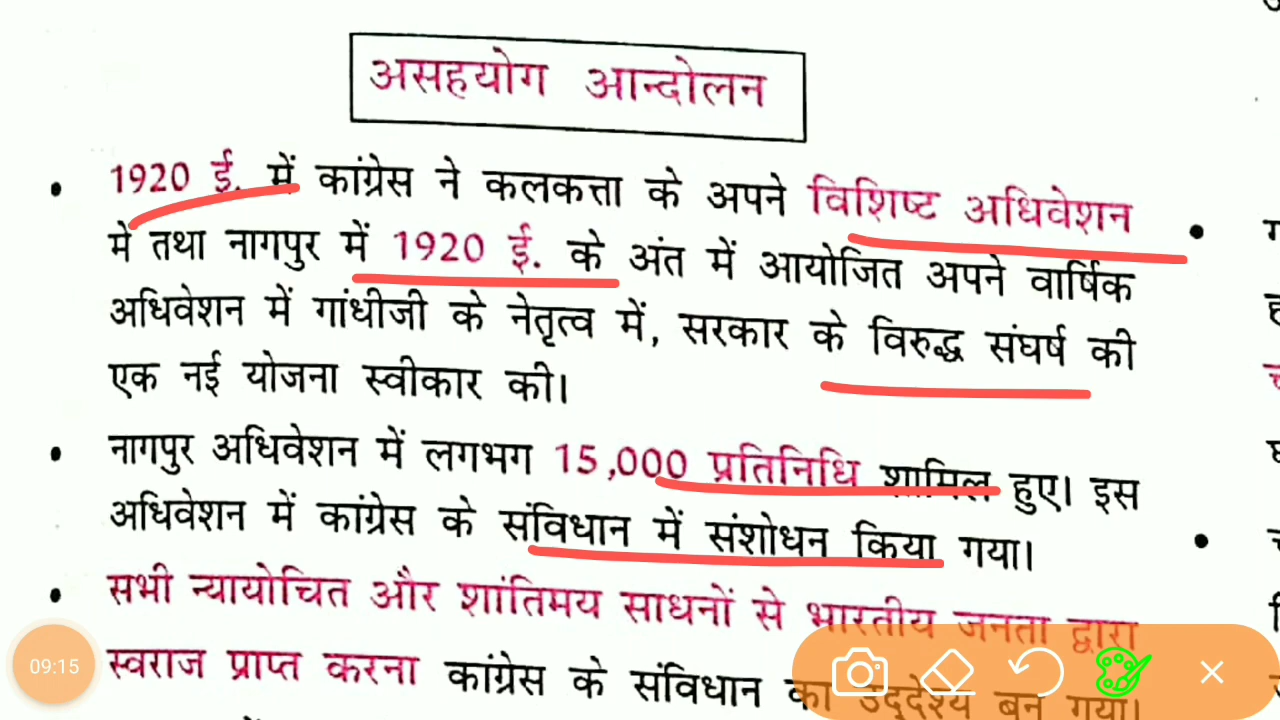 असहयोग आन्दोलन
• 1920 ई. में कांग्रेस ने कलकत्ता के अपने विशिष्ट अधिवेशन
में तथा नागपुर में 1920 ई. के अंत में आयोजित अपने वार्षिक
अधिवेशन में गांधीजी के नेतृत्व में, सरकार के विरुद्ध संघर्ष की
एक नई योजना स्वीकार की।
• नागपुर अधिवेशन में लगभग 15,000 प्रतिनिधि शामिल हुए। इस
अधिवेशन में कांग्रेस के संविधान में संशोधन किया गया।
• सभी न्यायोचित और शांतिमय साधनों से भारतीय जनता द्वारा
स्वराज प्राप्त करना कांग्रेस के संविधान का उद्देश्य बन गया।
09:15